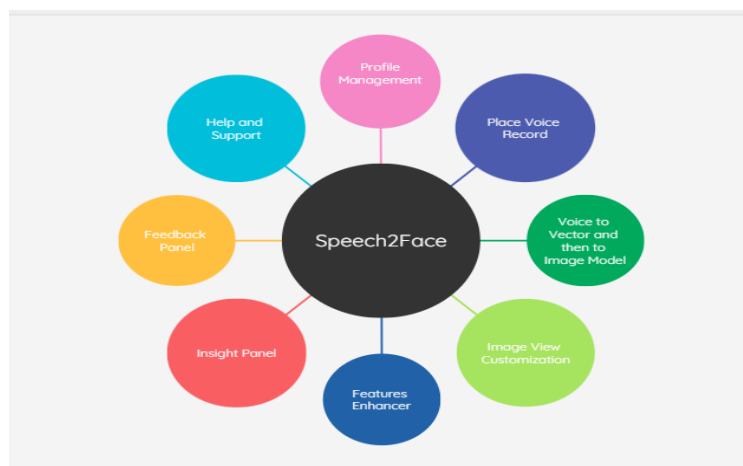 Profile
Management
Place Voice
Record
Voice to
Vector and
then to
Image Model
Image View
Customization
Features
Enhancer
Insight Panel
Feedback
Panel
Help and
Support
Speech2Face